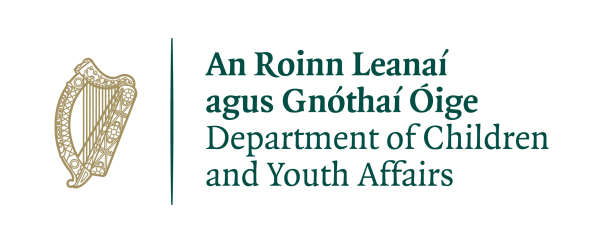 An Roinn Leanaí
agus Gnóthaí Óige
Department of Children
and Youth Affairs